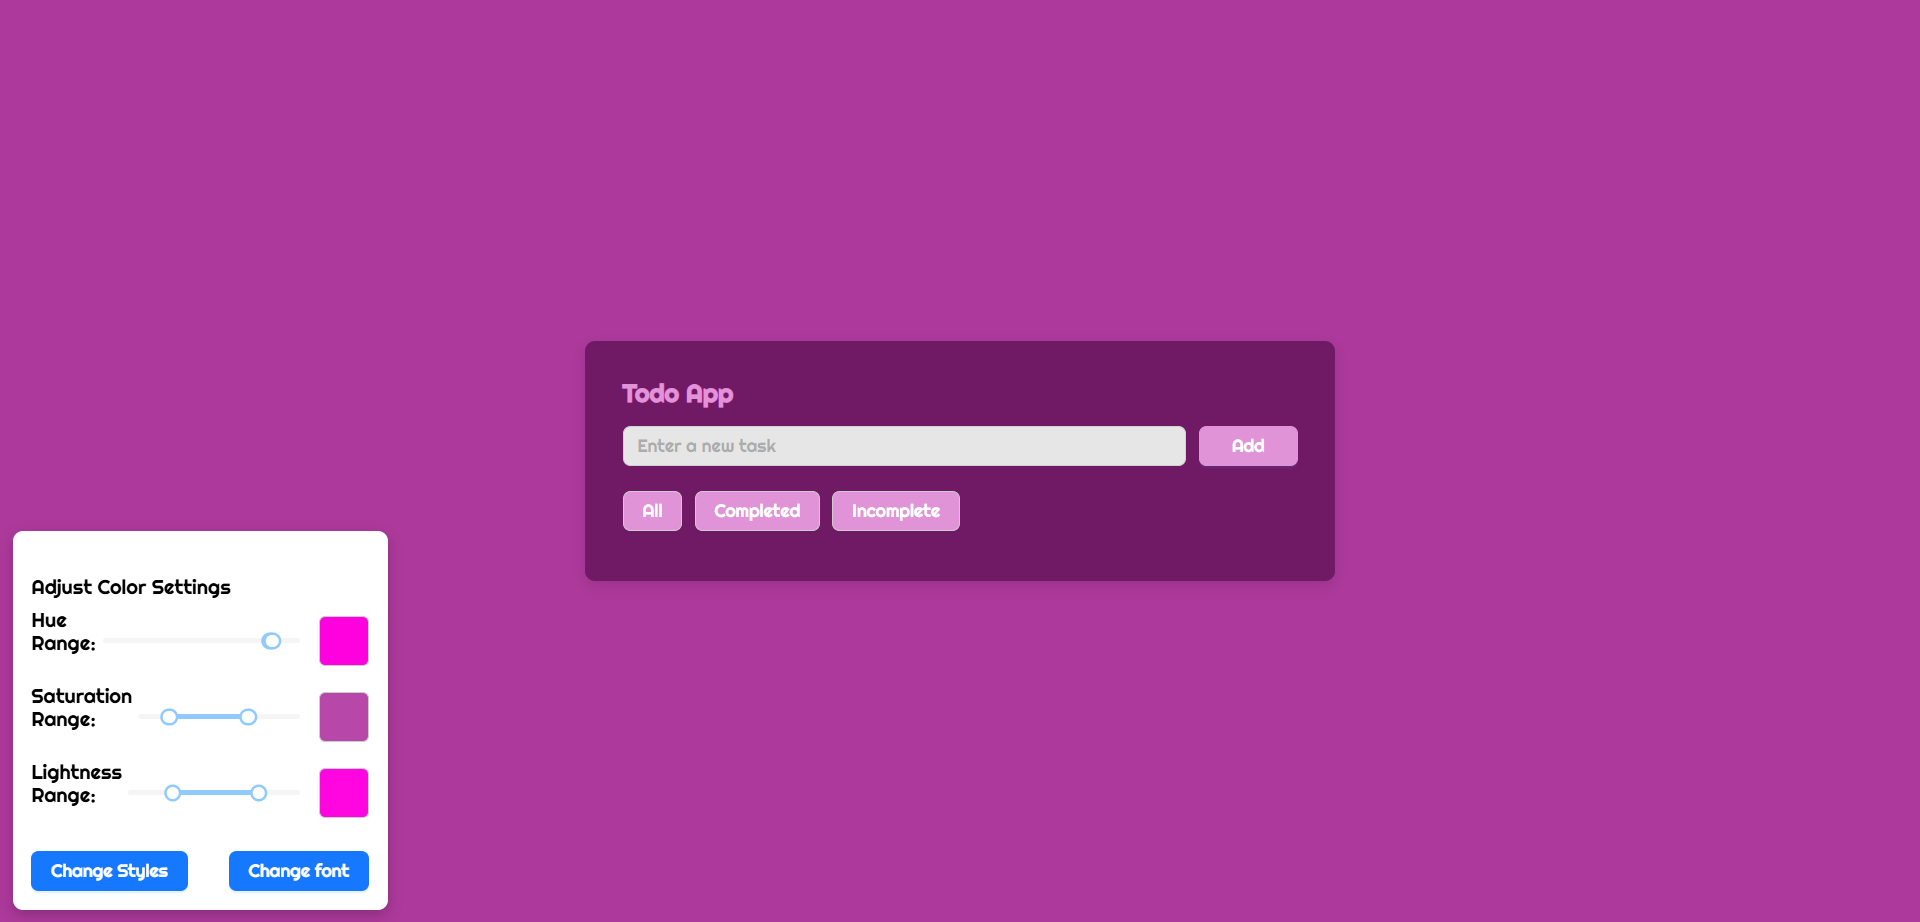 Todo App
Enter a new task
Add
All Completed Incomplete
Adjust Color Settings
Hue
Range:
Saturation
Range:
Lightness
Range:
Change Styles Change font